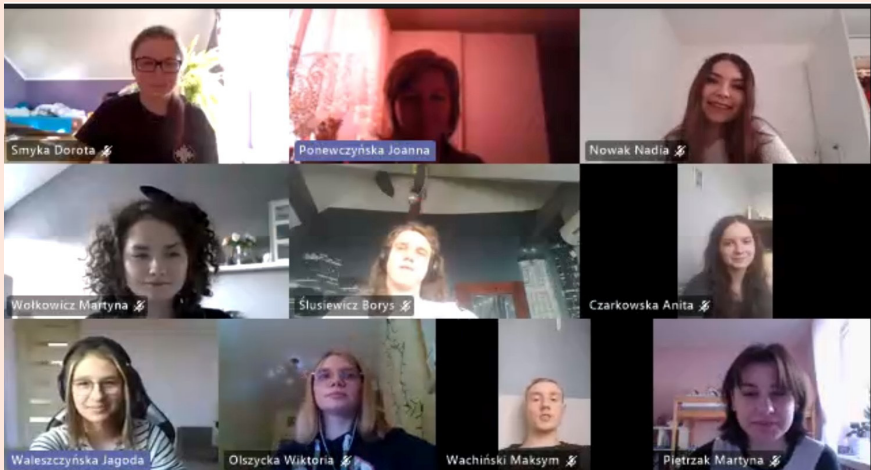 Smyka Dorota
Ponewczyńska Joanna
Nowak Nadia
Wołkowicz Martyna
Ślusiewicz Borys
Czarkowska Anita
Waleszczyńska Jagoda
Olszycka Wiktoria
Wachiński Maksym
Piętrzak Martyna